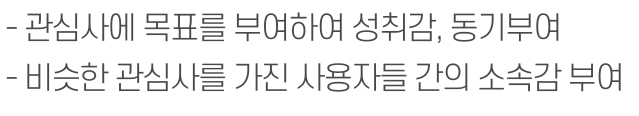 - 관심사에 목표를 부여하여 성취감, 동기부여
- 비슷한 관심사를 가진 사용자들 간의 소속감 부여